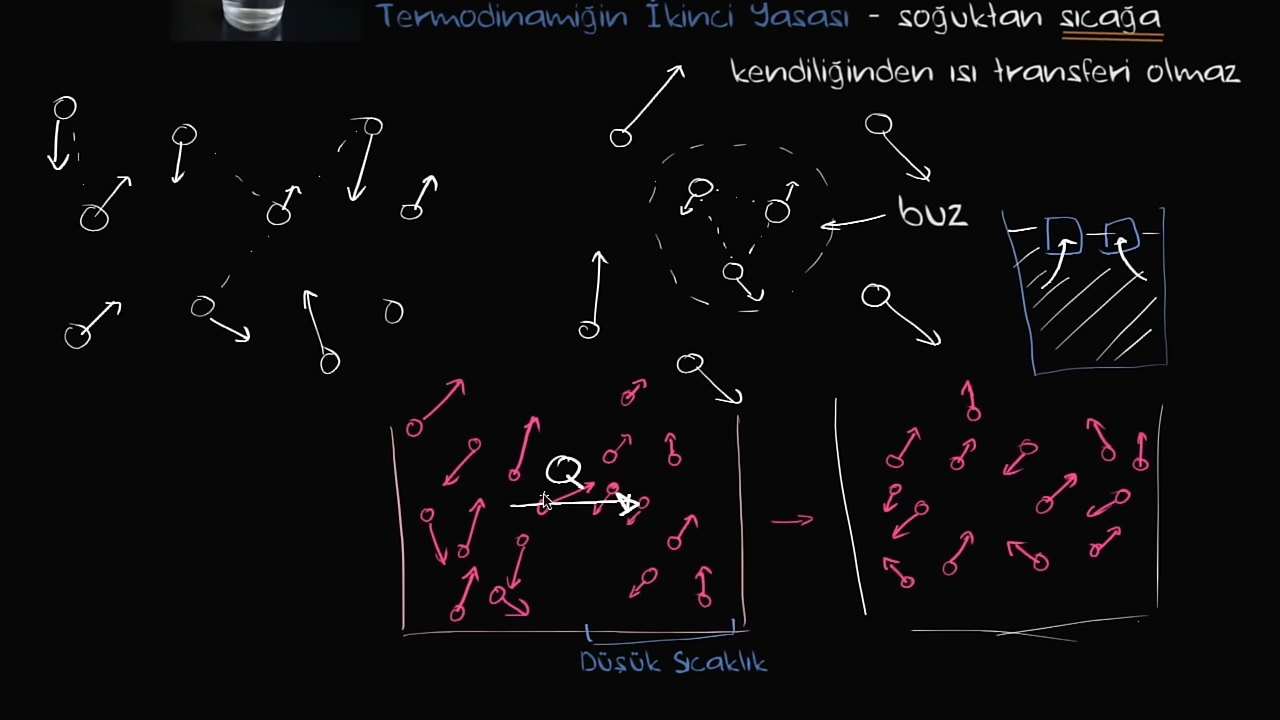 Termodinamiğin İkinci Yasası - soğuktan sıcağa
kendiliğinden ısı transferi olmaz
buz
Q
Düşük Sıcaklık